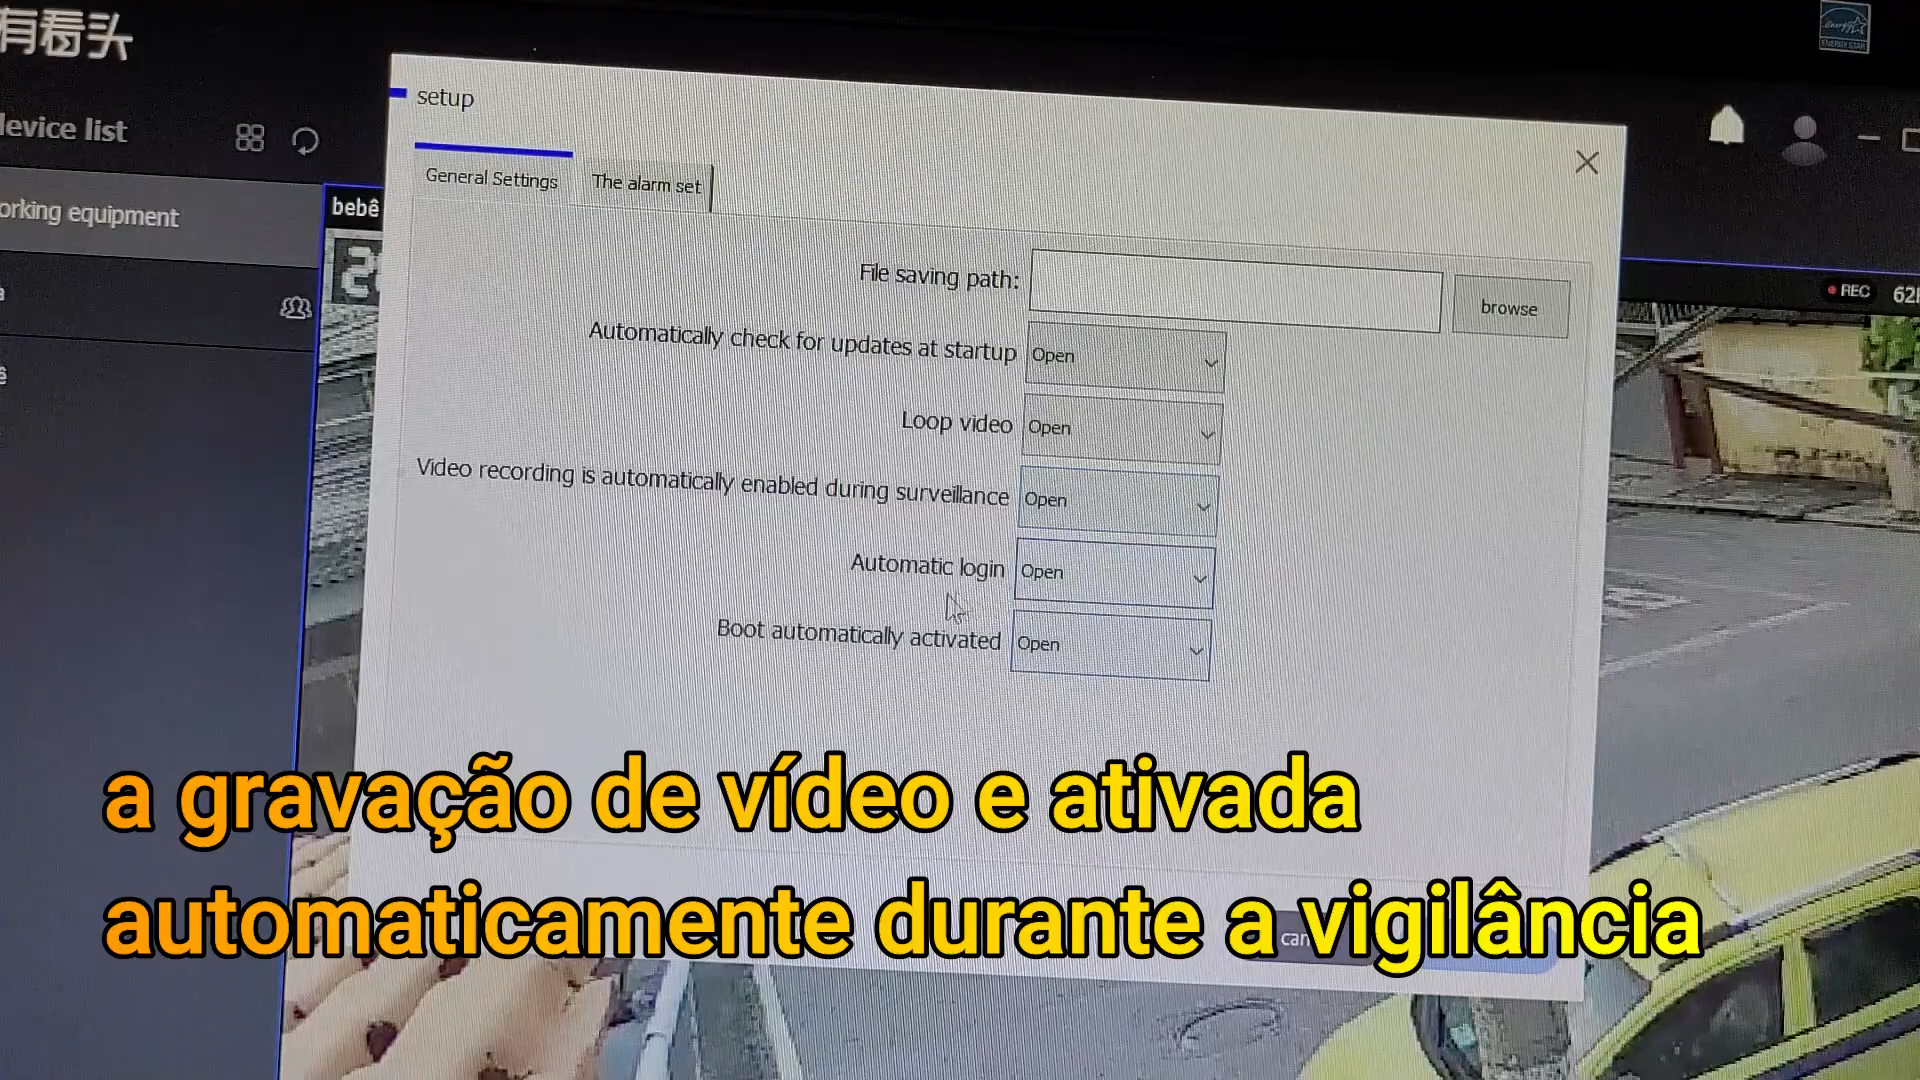 有看头
device list
orking equipment
bebê
setup
General Settings
The alarm set
File saving path:
browse
Automatically check for updates at startup
Open
Loop video
Open
Video recording is automatically enabled during surveillance
Open
Automatic login
Open
Boot automatically activated
Open
REC
ENERGY STAR
a gravação de vídeo e ativada
automaticamente durante a vigilância